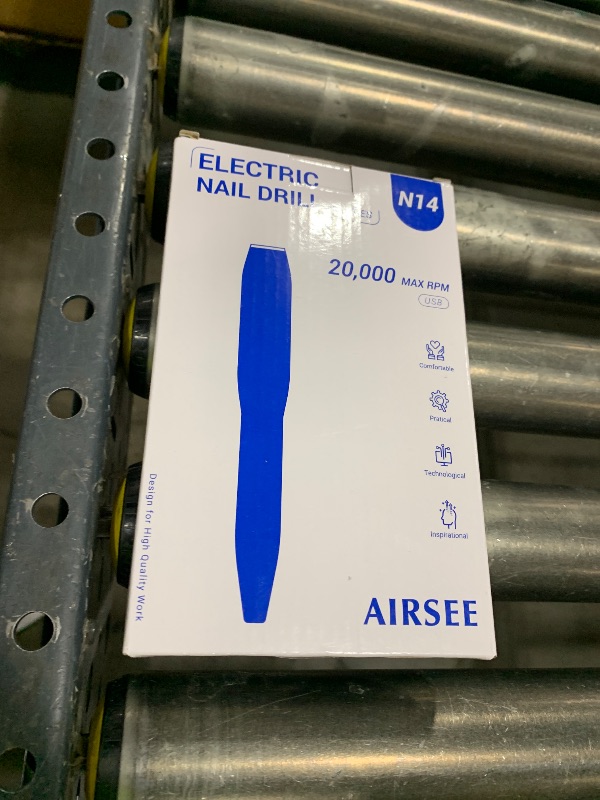 ELECTRIC
NAIL DRILL
N14
20,000 MAX RPM
USB
Comfortable
Pratical
Technological
Inspirational
Design for High Quality Work
AIRSEE